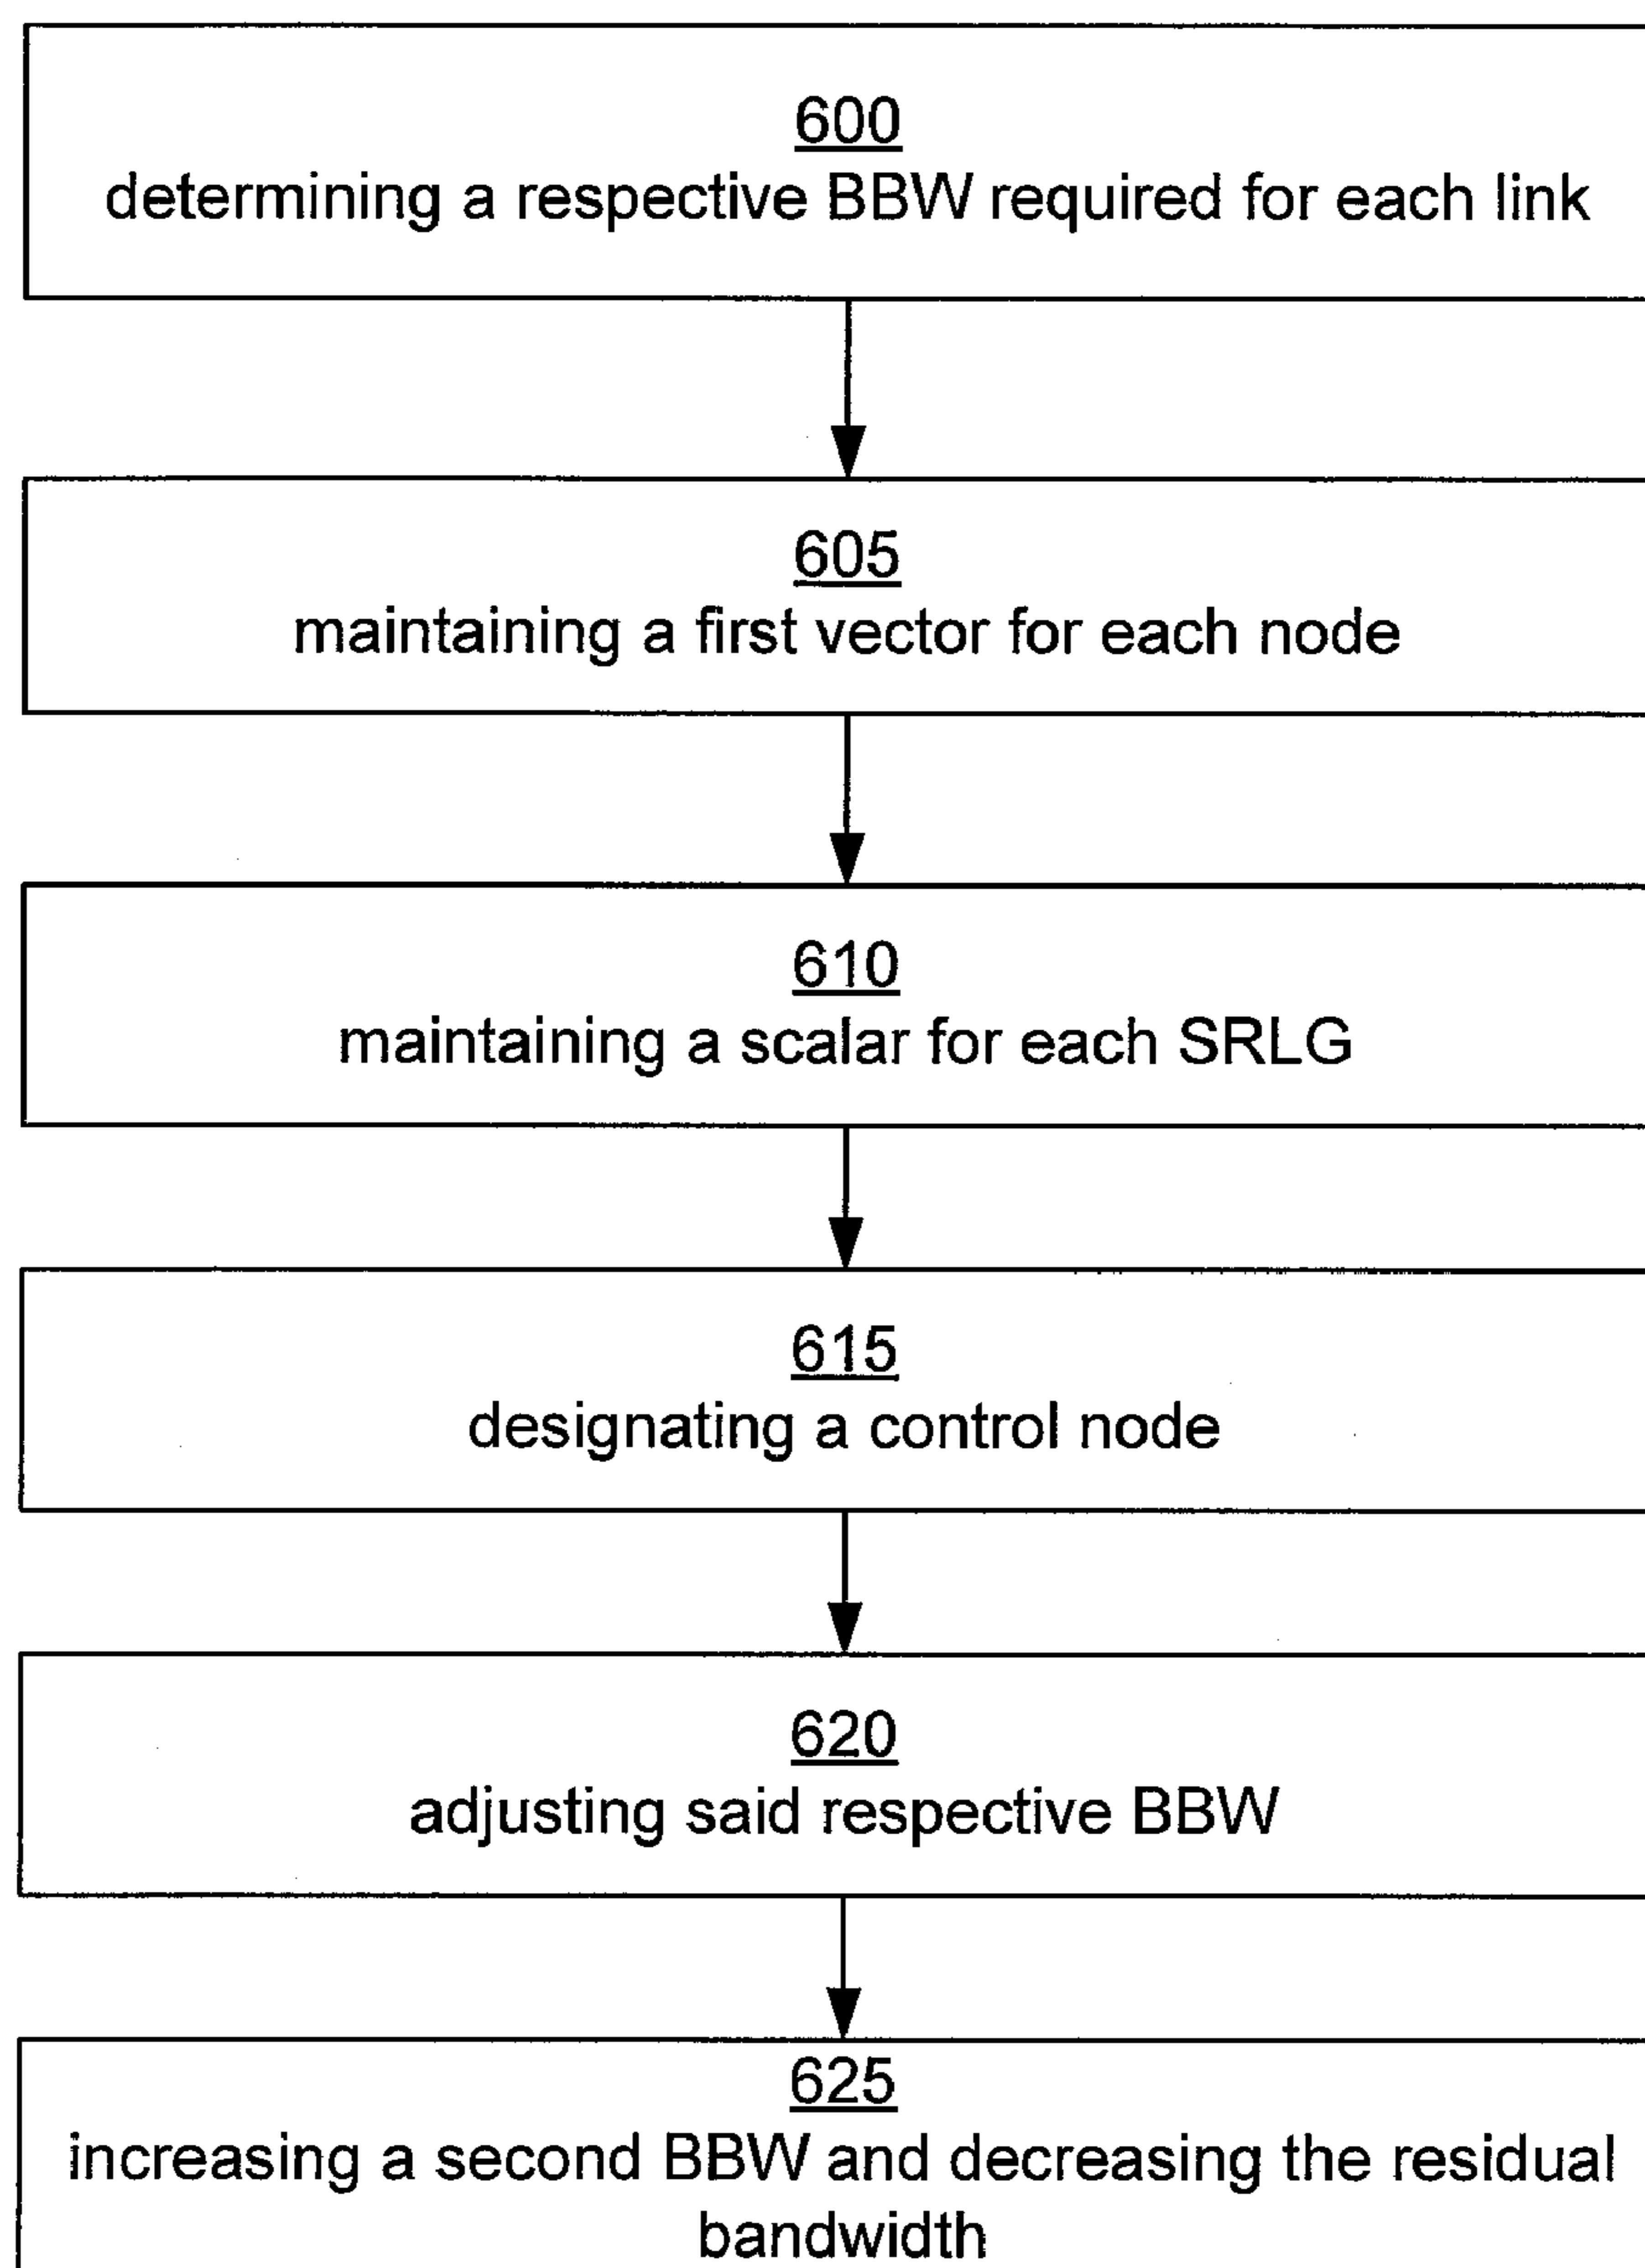 600
determining a respective BBW required for each link
605
maintaining a first vector for each node
610
maintaining a scalar for each SRLG
615
designating a control node
620
adjusting said respective BBW
625
increasing a second BBW and decreasing the residual
bandwidth